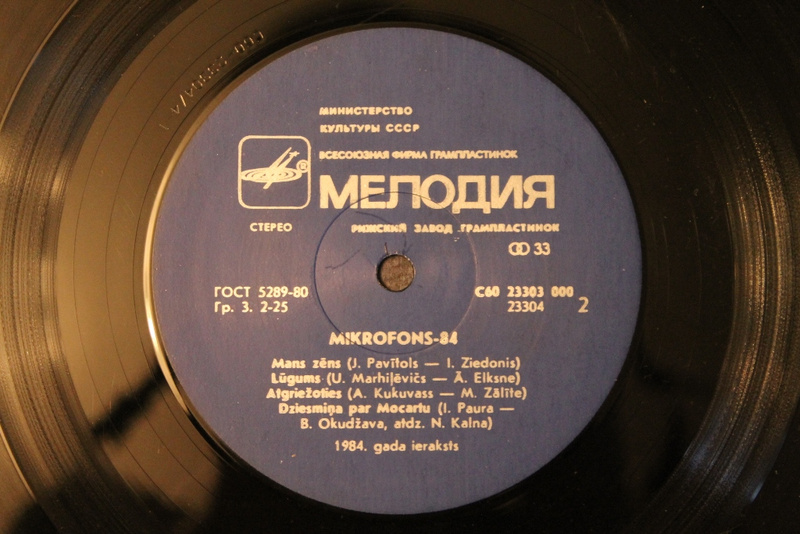 МИНИСТЕРСТВО
КУЛЬТУРЫ СССР
ВСЕСОЮЗНАЯ ФИРМА ГРАМПЛАСТИНОК
МЕЛОДИЯ
СТЕРЕО
РИЖСКИЙ ЗАВОД ГРАМПЛАСТИНОК
33
ГОСТ 5289-80
Гр. 3. 2-25
С60 23303 000
23304 2
MIKROFONS-84
Mans zēns (J. Pavītols — I. Ziedonis)
Lūgums (U. Marhiļēvičs — Ā. Elksne)
Atgriežoties (A. Kukuvass — M. Zālīte)
Dziesmiņa par Mocartu (I. Paura —
B. Okudžava, atdz. N. Kalna)
1984. gada ieraksts